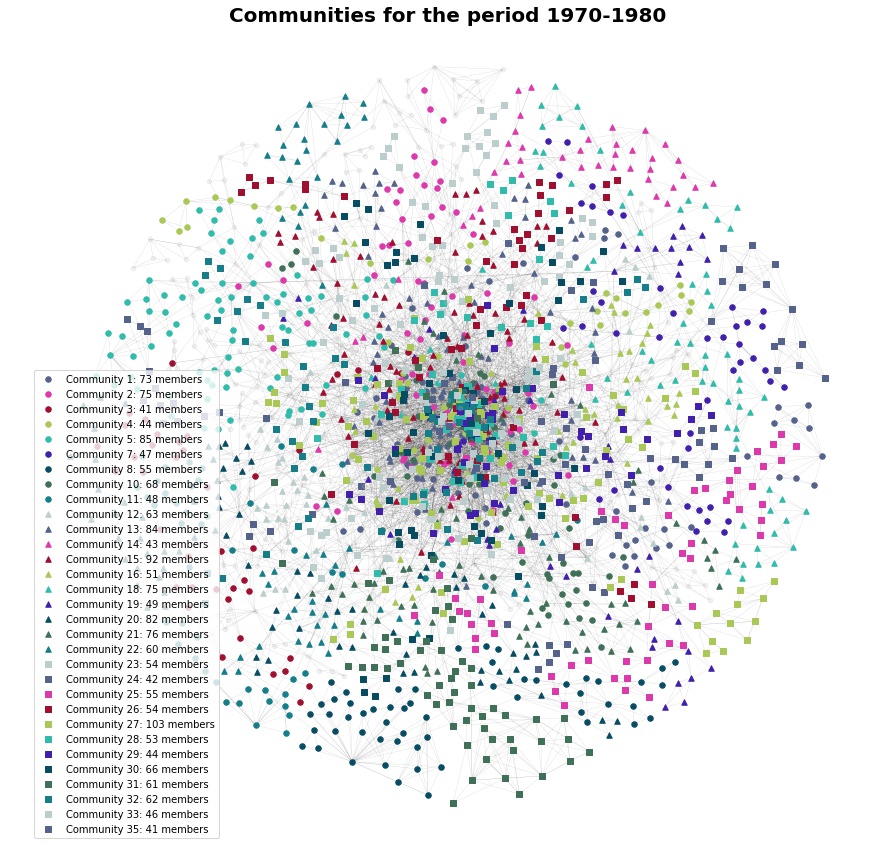 Communities for the period 1970-1980
Community 1: 73 members
Community 2: 75 members
Community 3: 41 members
Community 4: 44 members
Community 5: 85 members
Community 7: 47 members
Community 8: 55 members
Community 10: 68 members
Community 11: 48 members
Community 12: 63 members
Community 13: 84 members
Community 14: 43 members
Community 15: 92 members
Community 16: 51 members
Community 18: 75 members
Community 19: 49 members
Community 20: 82 members
Community 21: 76 members
Community 22: 60 members
Community 23: 54 members
Community 24: 42 members
Community 25: 55 members
Community 26: 54 members
Community 27: 103 members
Community 28: 53 members
Community 29: 44 members
Community 30: 66 members
Community 31: 61 members
Community 32: 62 members
Community 33: 46 members
Community 35: 41 members